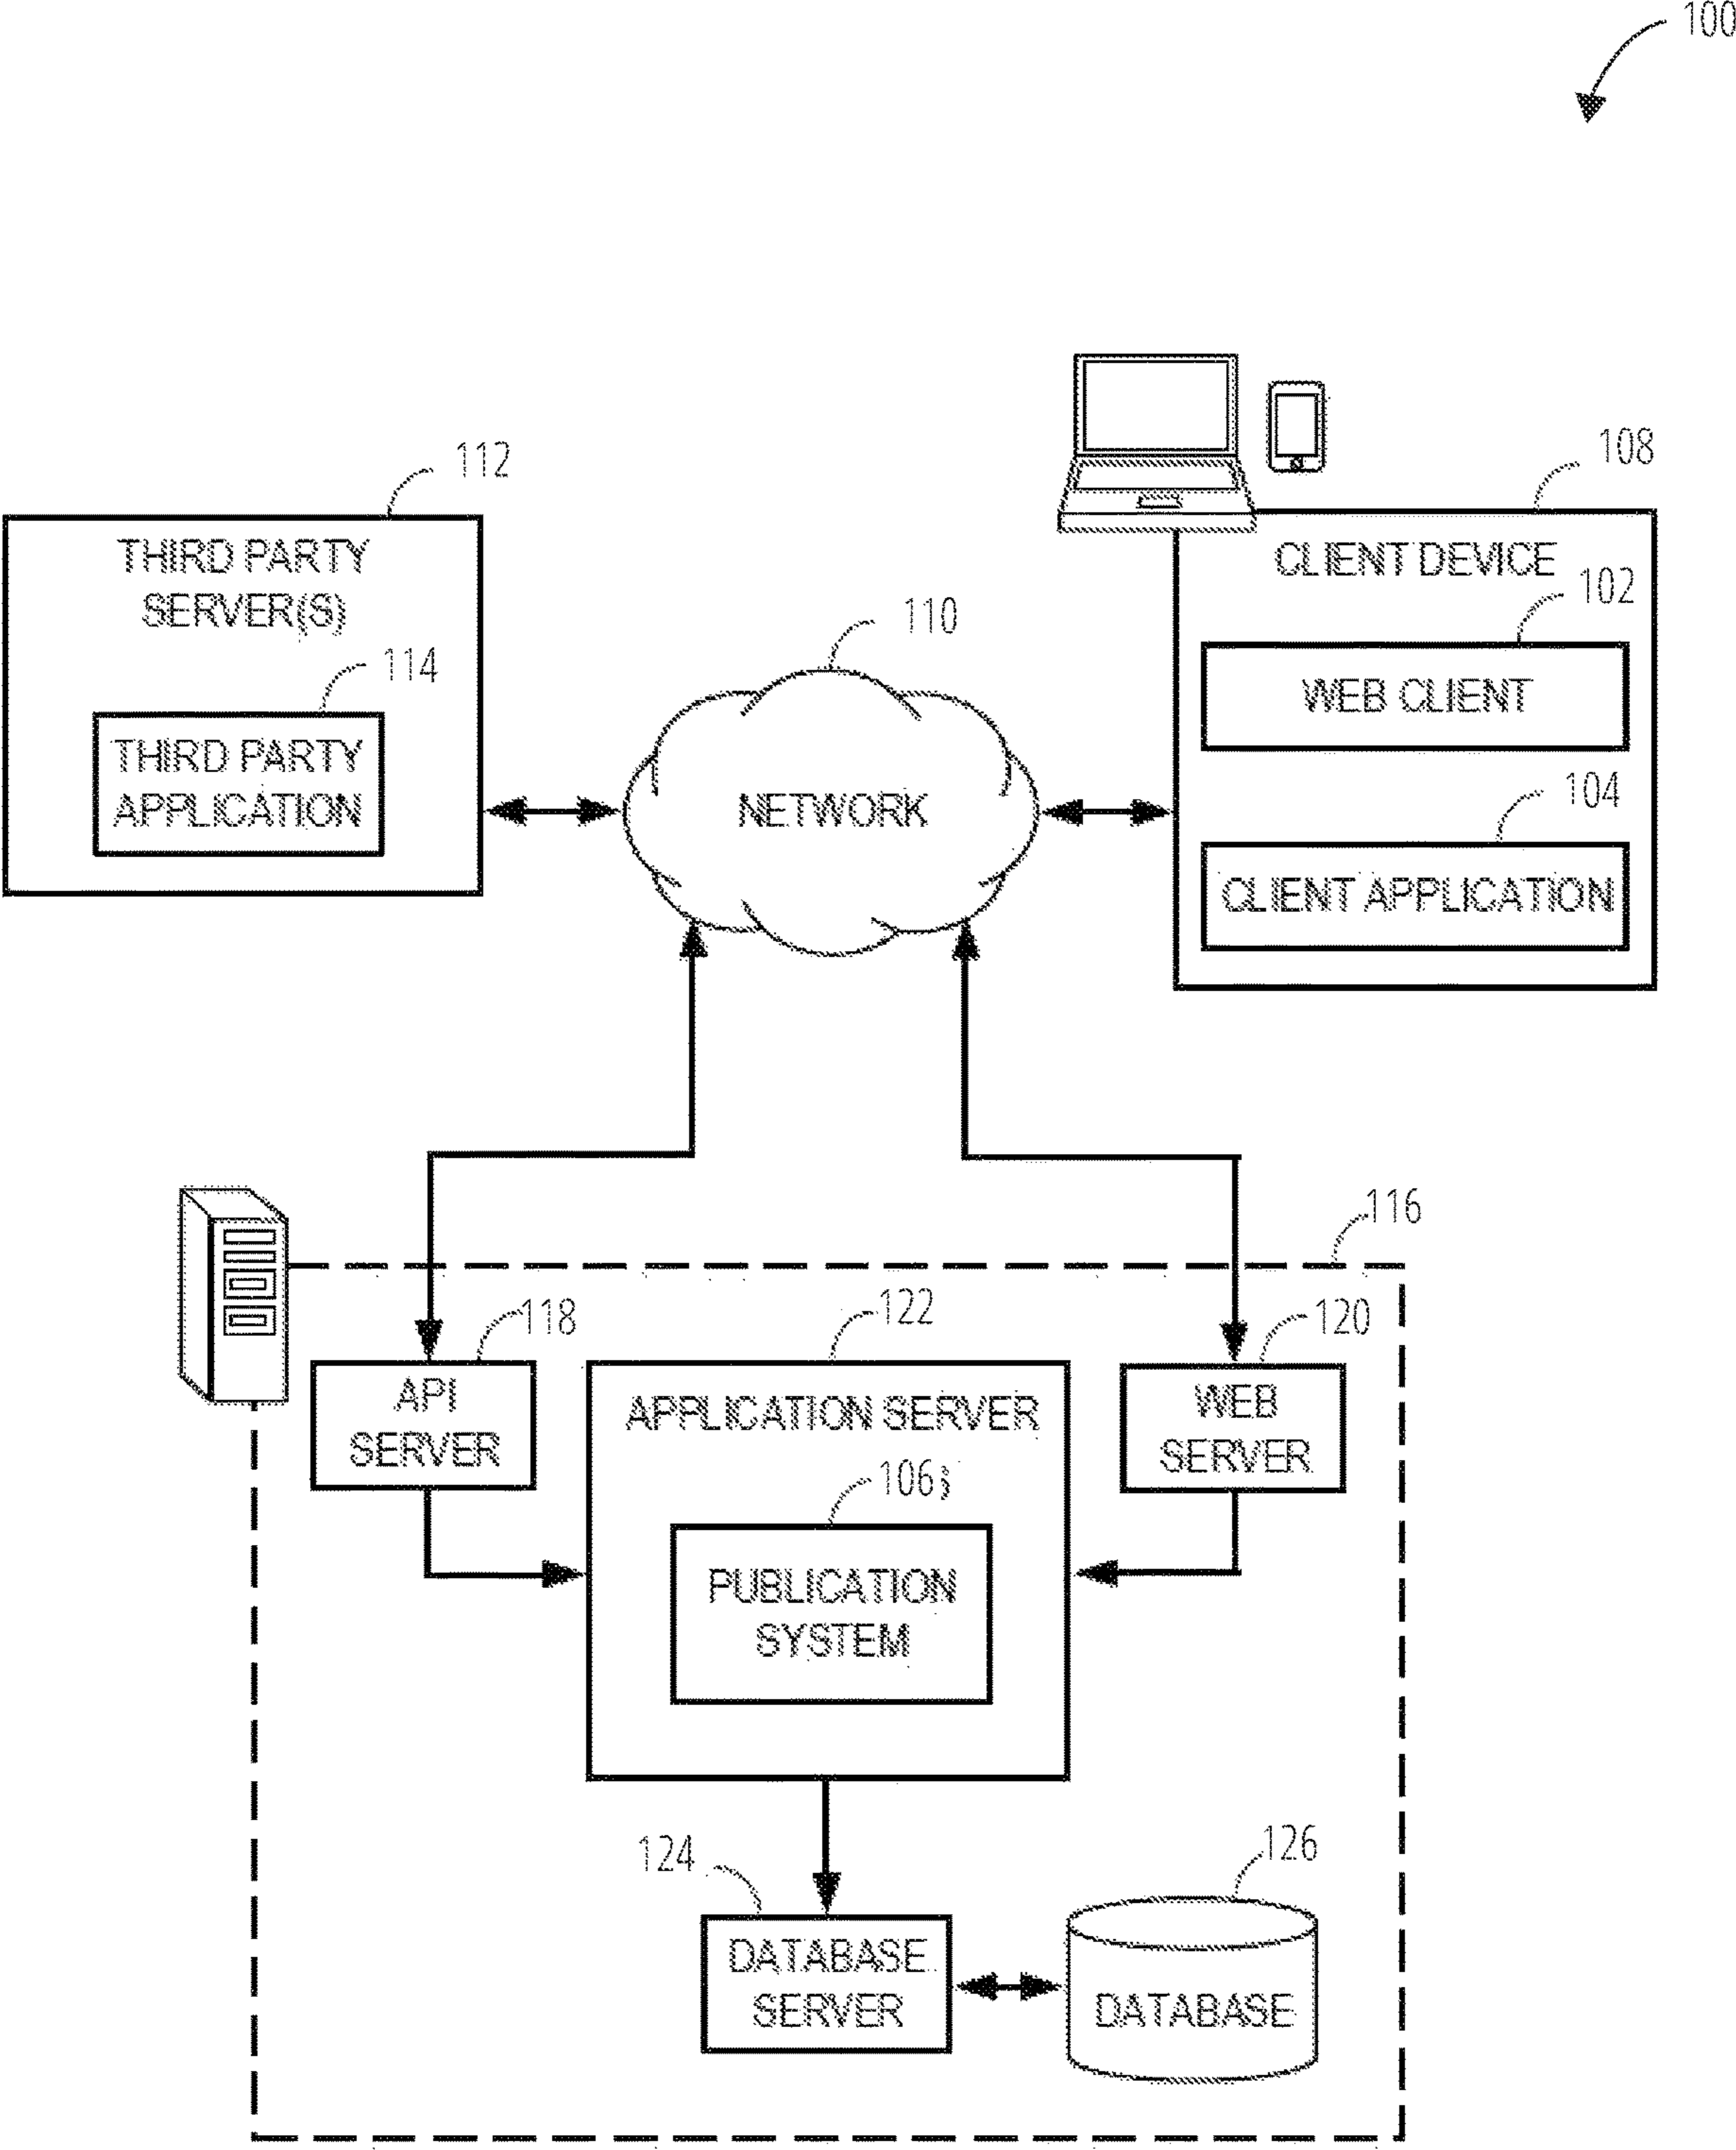 100
112
THIRD PARTY
SERVER(S)
114
THIRD PARTY
APPLICATION
110
NETWORK
108
CLIENT DEVICE
102
WEB CLIENT
104
CLIENT APPLICATION
116
118
API
SERVER
122
APPLICATION SERVER
106
PUBLICATION
SYSTEM
120
WEB
SERVER
124
DATABASE
SERVER
126
DATABASE